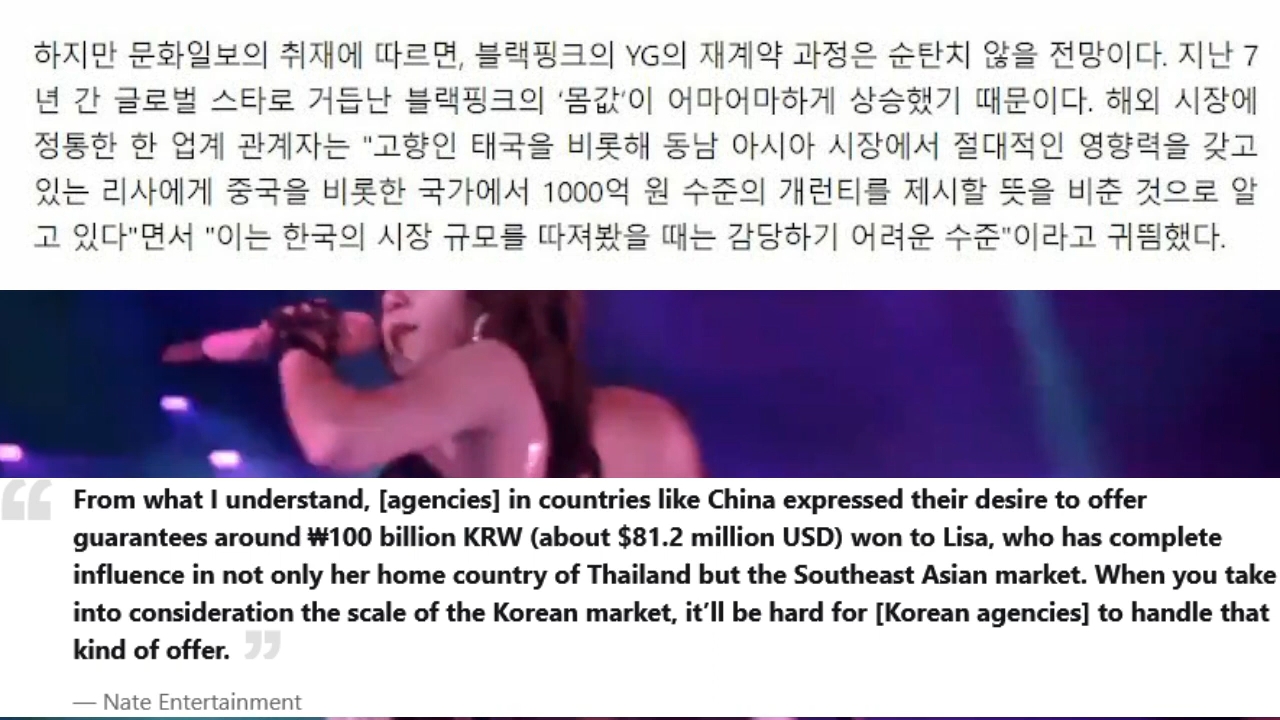 하지만 문화일보의 취재에 따르면, 블랙핑크의 YG의 재계약 과정은 순탄치 않을 전망이다. 지난 7
년 간 글로벌 스타로 거듭난 블랙핑크의 '몸값'이 어마어마하게 상승했기 때문이다. 해외 시장에
정통한 한 업계 관계자는 "고향인 태국을 비롯해 동남 아시아 시장에서 절대적인 영향력을 갖고
있는 리사에게 중국을 비롯한 국가에서 1000억 원 수준의 개런티를 제시할 뜻을 비춘 것으로 알
고 있다"면서 "이는 한국의 시장 규모를 따져봤을 때는 감당하기 어려운 수준"이라고 귀띔했다.
“From what I understand, [agencies] in countries like China expressed their desire to offer
guarantees around ₩100 billion KRW (about $81.2 million USD) won to Lisa, who has complete
influence in not only her home country of Thailand but the Southeast Asian market. When you take
into consideration the scale of the Korean market, it’ll be hard for [Korean agencies] to handle that
kind of offer. ”
— Nate Entertainment